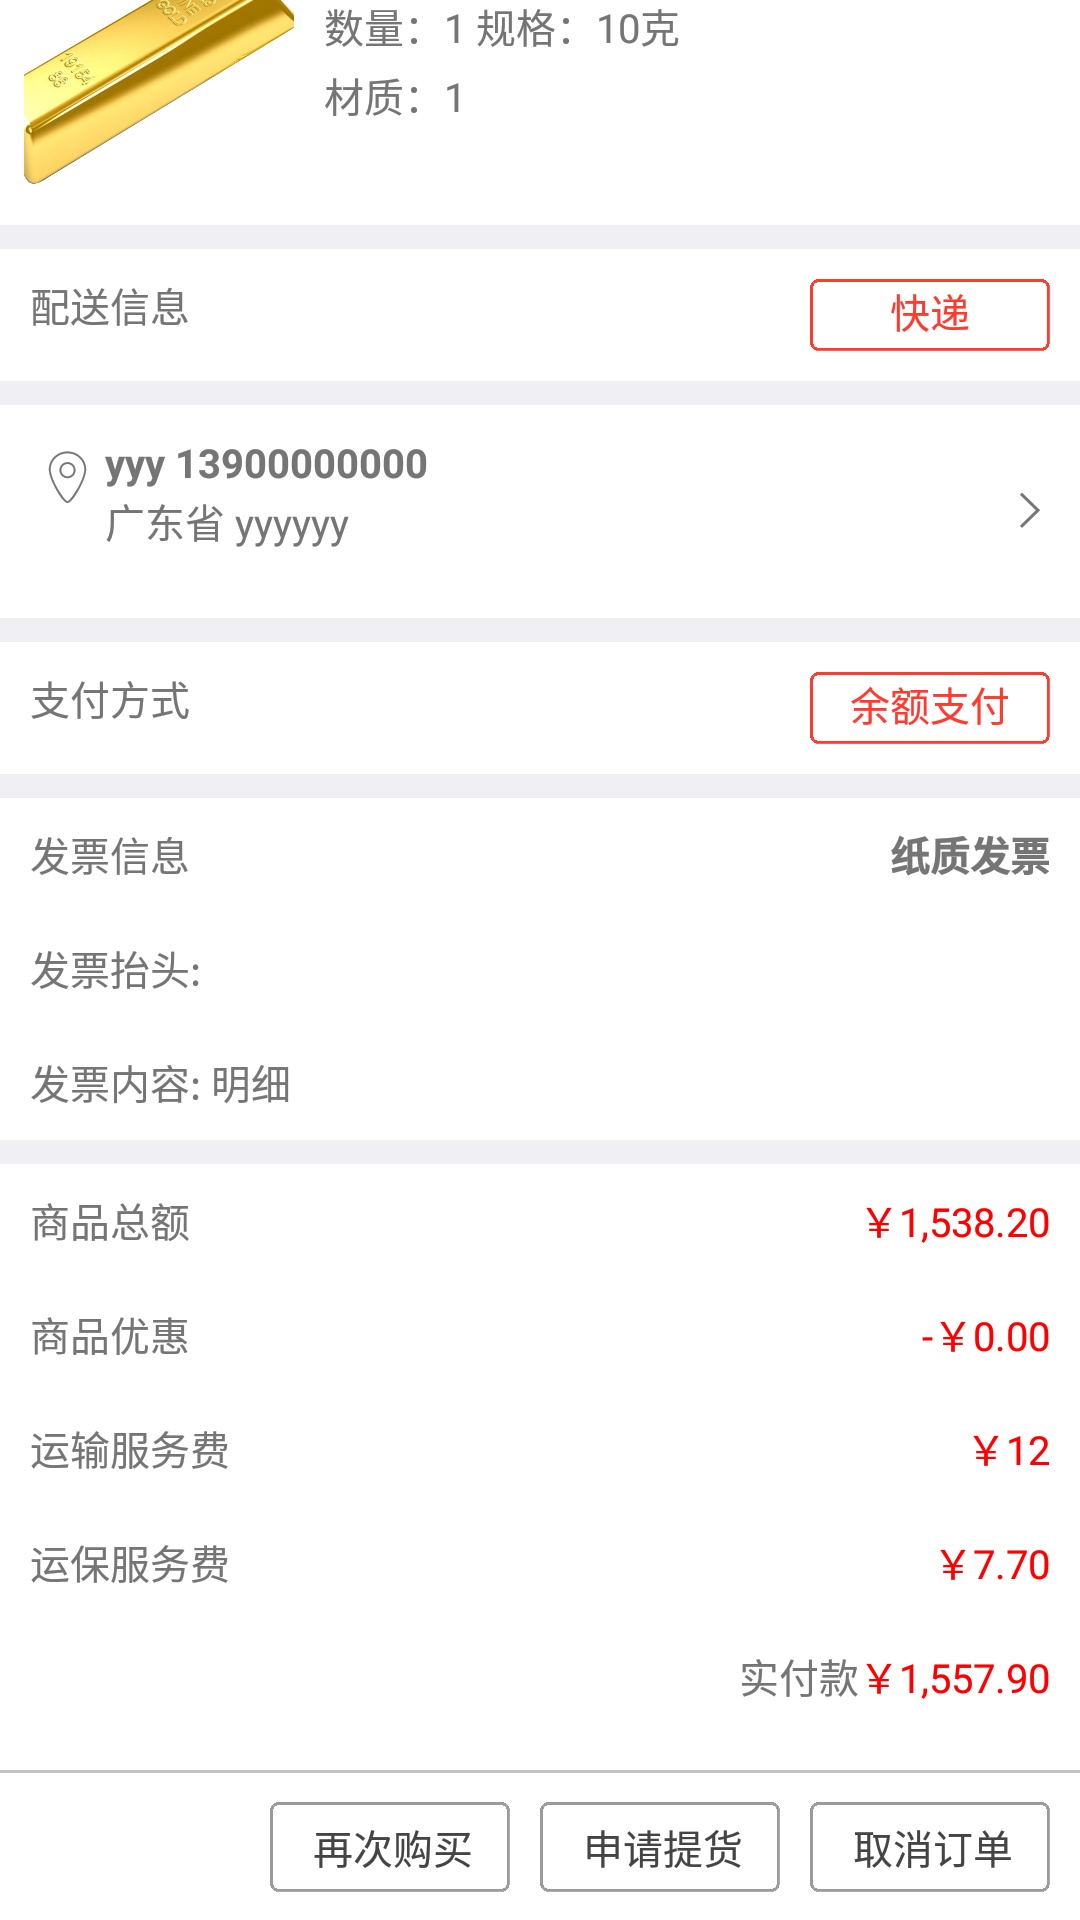 数量：1 规格：10克
材质：1
配送信息
快递
yyy 13900000000
广东省 yyyyyy
支付方式
余额支付
发票信息
纸质发票
发票抬头:
发票内容: 明细
商品总额
￥1,538.20
商品优惠
-￥0.00
运输服务费
￥12
运保服务费
￥7.70
实付款￥1,557.90
再次购买
申请提货
取消订单